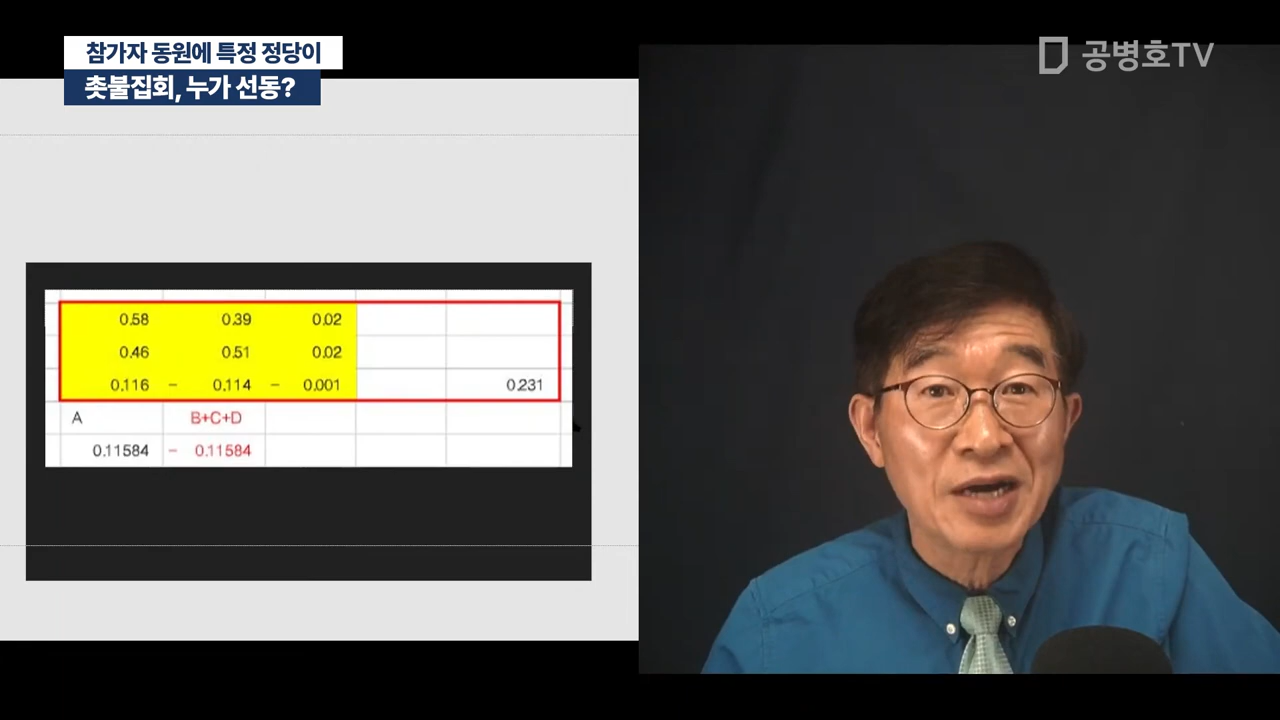 참가자 동원에 특정 정당이
촛불집회, 누가 선동?
공병호TV
0.58 0.39 0.02
0.46 0.51 0.02
0.116 - 0.114 - 0.001 0.231
A B+C+D
0.11584 - 0.11584